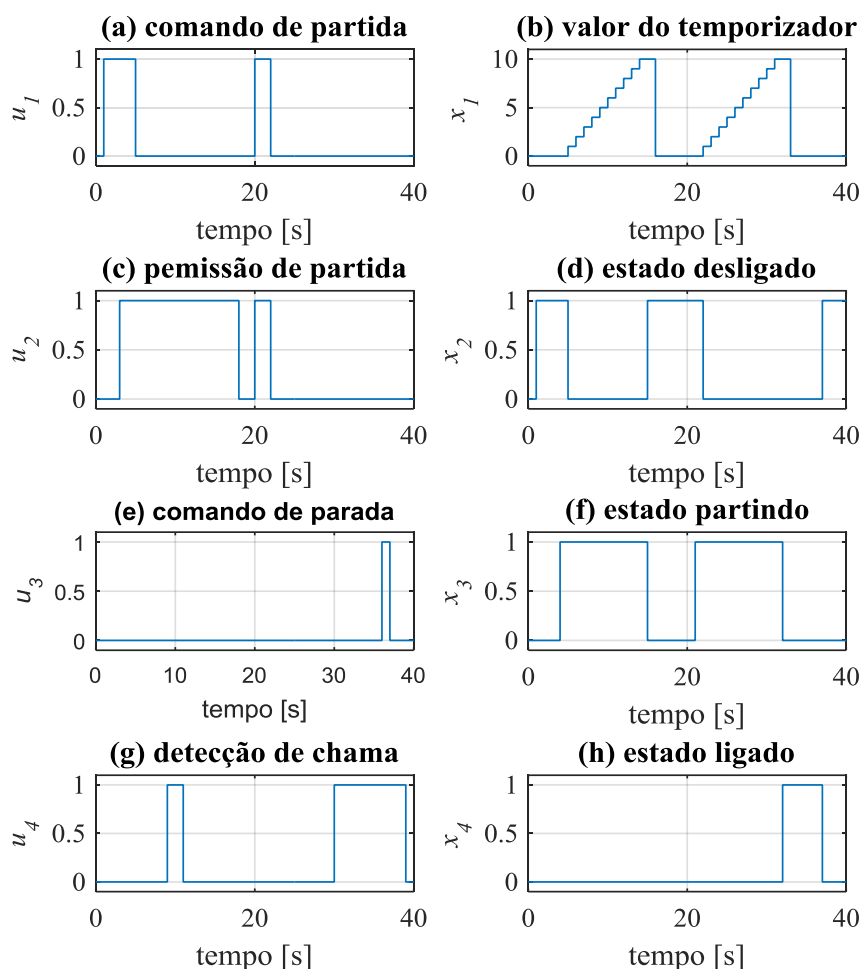 (a) comando de partida
1
0.5
0
u1
0 20 40
tempo [s]
(b) valor do temporizador
10
5
0
x1
0 20 40
tempo [s]
(c) pemissão de partida
1
0.5
0
u2
0 20 40
tempo [s]
(d) estado desligado
1
0.5
0
x2
0 20 40
tempo [s]
(e) comando de parada
1
0.5
0
u3
0 10 20 30 40
tempo [s]
(f) estado partindo
1
0.5
0
x3
0 20 40
tempo [s]
(g) detecção de chama
1
0.5
0
u4
0 20 40
tempo [s]
(h) estado ligado
1
0.5
0
x4
0 20 40
tempo [s]